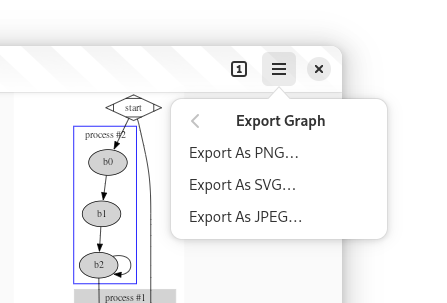 1
start
process #2
b0
b1
b2
process #1
Export Graph
Export As PNG…
Export As SVG…
Export As JPEG…